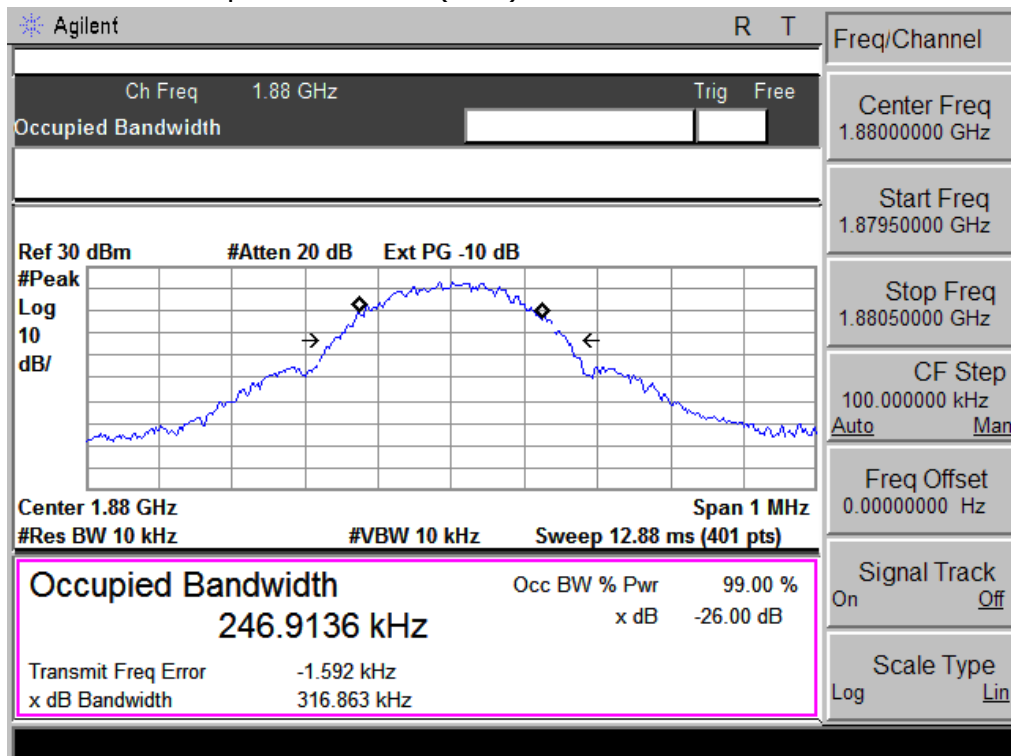 Agilent R T
Ch Freq 1.88 GHz Trig Free
Occupied Bandwidth
Ref 30 dBm #Atten 20 dB Ext PG -10 dB
#Peak
Log
10
dB/
Center 1.88 GHz Span 1 MHz
#Res BW 10 kHz #VBW 10 kHz Sweep 12.88 ms (401 pts)
Occupied Bandwidth Occ BW % Pwr 99.00 %
246.9136 kHz x dB -26.00 dB
Transmit Freq Error -1.592 kHz
x dB Bandwidth 316.863 kHz
Freq/Channel
Center Freq
1.88000000 GHz
Start Freq
1.87950000 GHz
Stop Freq
1.88050000 GHz
CF Step
100.000000 kHz
Auto Man
Freq Offset
0.00000000 Hz
Signal Track
On Off
Scale Type
Log Lin